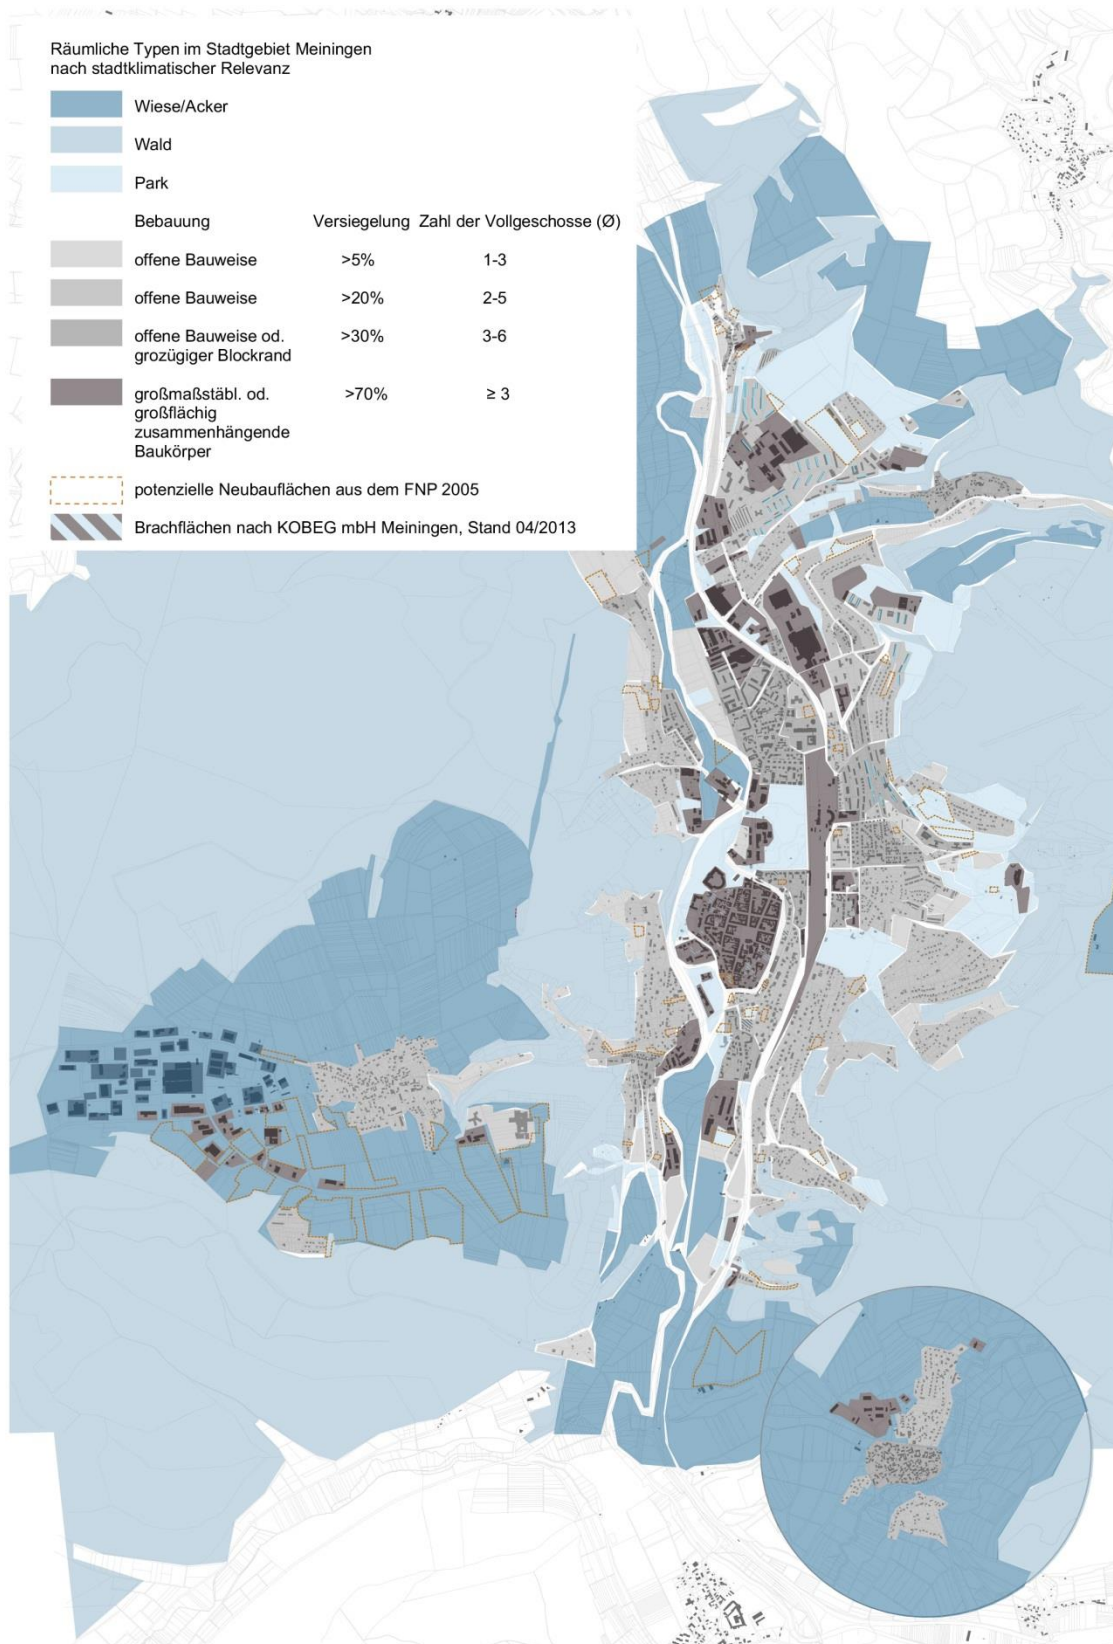 Räumliche Typen im Stadtgebiet Meiningen
nach stadtklimatischer Relevanz
Wiese/Acker
Wald
Park
Bebauung Versiegelung Zahl der Vollgeschosse (Ø)
offene Bauweise >5% 1-3
offene Bauweise >20% 2-5
offene Bauweise od. >30% 3-6
grozügiger Blockrand
großmaßstäbl. od. >70% ≥ 3
großflächig
zusammenhängende
Baukörper
potenzielle Neubauflächen aus dem FNP 2005
Brachflächen nach KOBEG mbH Meiningen, Stand 04/2013